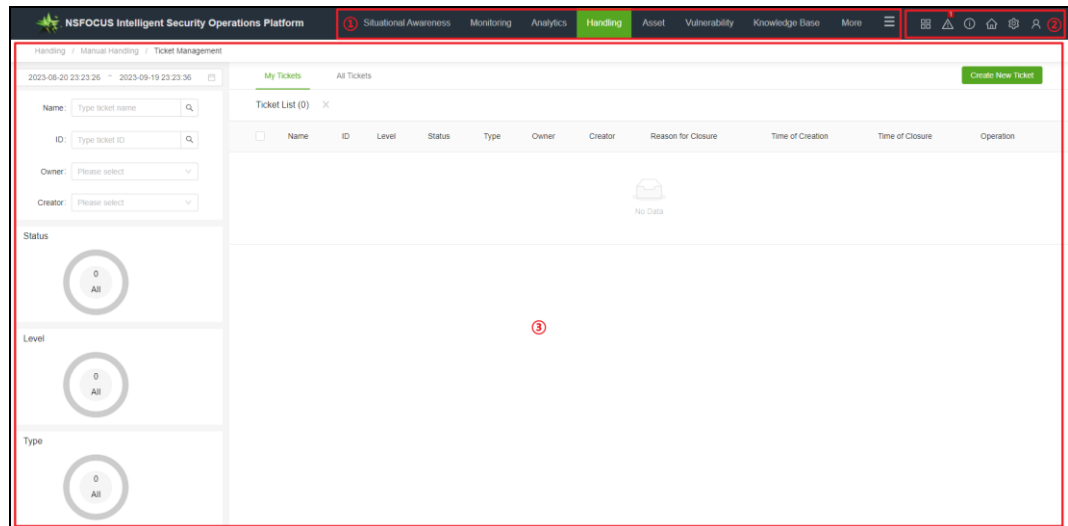 NSFOCUS Intelligent Security Operations Platform
① Situational Awareness Monitoring Analytics Handling Asset Vulnerability Knowledge Base More
1
②
Handling / Manual Handling / Ticket Management
2023-08-20 23:23:26 ~ 2023-09-19 23:23:36
My Tickets All Tickets
Create New Ticket
Name: Type ticket name
Ticket List (0) ×
ID: Type ticket ID
Name ID Level Status Type Owner Creator Reason for Closure Time of Creation Time of Closure Operation
Owner: Please select
Creator: Please select
No Data
Status
0
All
③
Level
0
All
Type
0
All